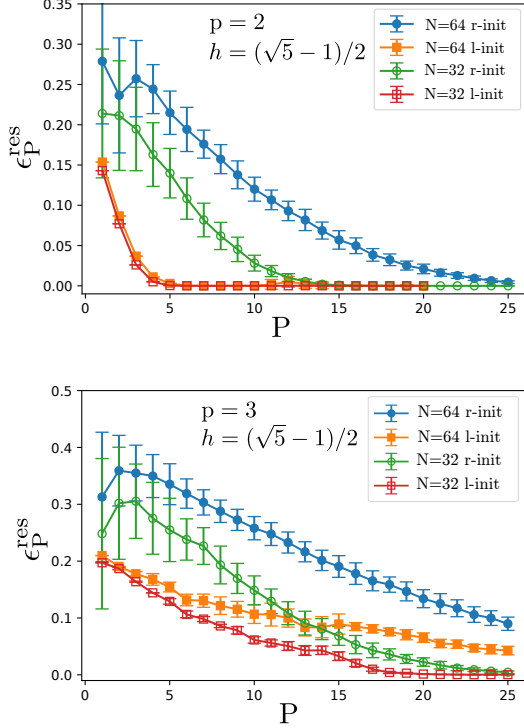 p = 2
h = (√5 − 1)/2
N=64 r-init
N=64 l-init
N=32 r-init
N=32 l-init
ϵ_P^res
0.35
0.30
0.25
0.20
0.15
0.10
0.05
0.00
0 5 10 15 20 25
P
p = 3
h = (√5 − 1)/2
N=64 r-init
N=64 l-init
N=32 r-init
N=32 l-init
ϵ_P^res
0.5
0.4
0.3
0.2
0.1
0.0
0 5 10 15 20 25
P